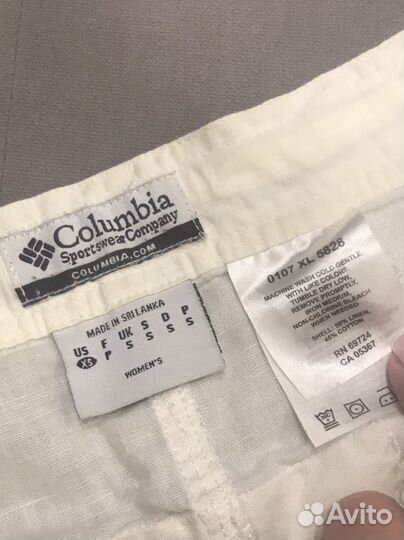 Columbia
Sportswear Company
COLUMBIA.COM
MADE IN SRI LANKA
US F UK S D P
XS P S S S S
WOMEN'S
0107 XL 5828
MACHINE WASH COLD GENTLE
WITH LIKE COLORS,
TUMBLE DRY LOW,
REMOVE PROMPTLY,
IRON MEDIUM,
NON-CHLORINE BLEACH
WHEN NEEDED
SHELL: 55% LINEN,
45% COTTON
RN 69724
CA 05367
Avito